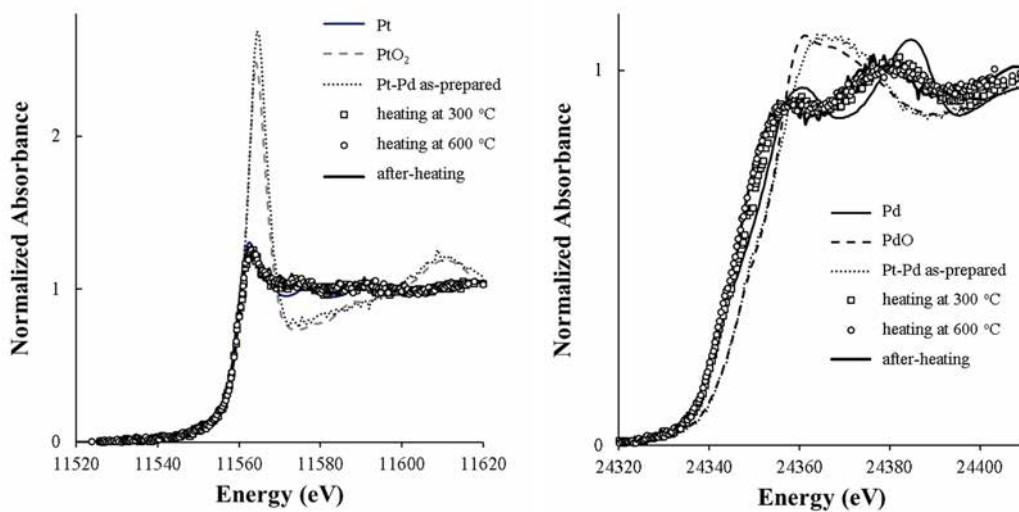 Pt
PtO2
Pt-Pd as-prepared
heating at 300 °C
heating at 600 °C
after-heating
2
1
0
Normalized Absorbance
11520 11540 11560 11580 11600 11620
Energy (eV)
1
0
Normalized Absorbance
Pd
PdO
Pt-Pd as-prepared
heating at 300 °C
heating at 600 °C
after-heating
24320 24340 24360 24380 24400
Energy (eV)